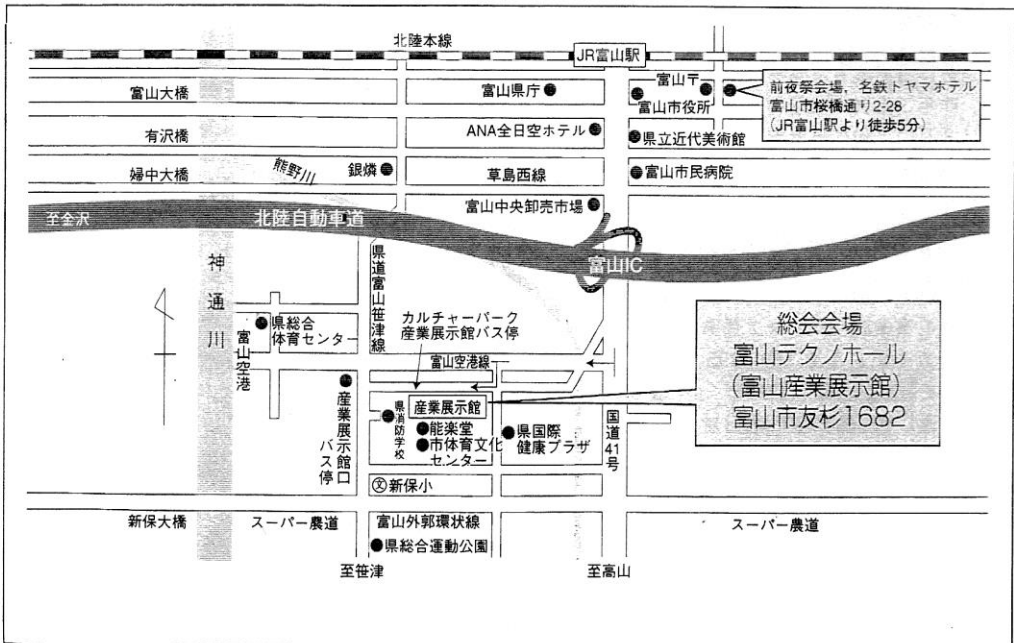 北陸本線
JR富山駅
富山大橋
富山県庁
富山〒
富山市役所
前夜祭会場，名鉄トヤマホテル
富山市桜橋通り2-28
(JR富山駅より徒歩5分)
有沢橋
ANA全日空ホテル
県立近代美術館
婦中大橋
熊野川
銀燐
草島西線
富山市民病院
富山中央卸売市場
至金沢
北陸自動車道
富山IC
神通川
県道富山笹津線
カルチャーパーク
産業展示館バス停
県総合
体育センター
富山空港
富山空港線
総会会場
富山テクノホール
(富山産業展示館)
富山市友杉1682
産業展示館口
バス停
県消防学校
産業展示館
能楽堂
市体育文化
センター
県国際
健康プラザ
国道41号
文新保小
新保大橋
スーパー農道
富山外郭環状線
スーパー農道
県総合運動公園
至笹津
至高山